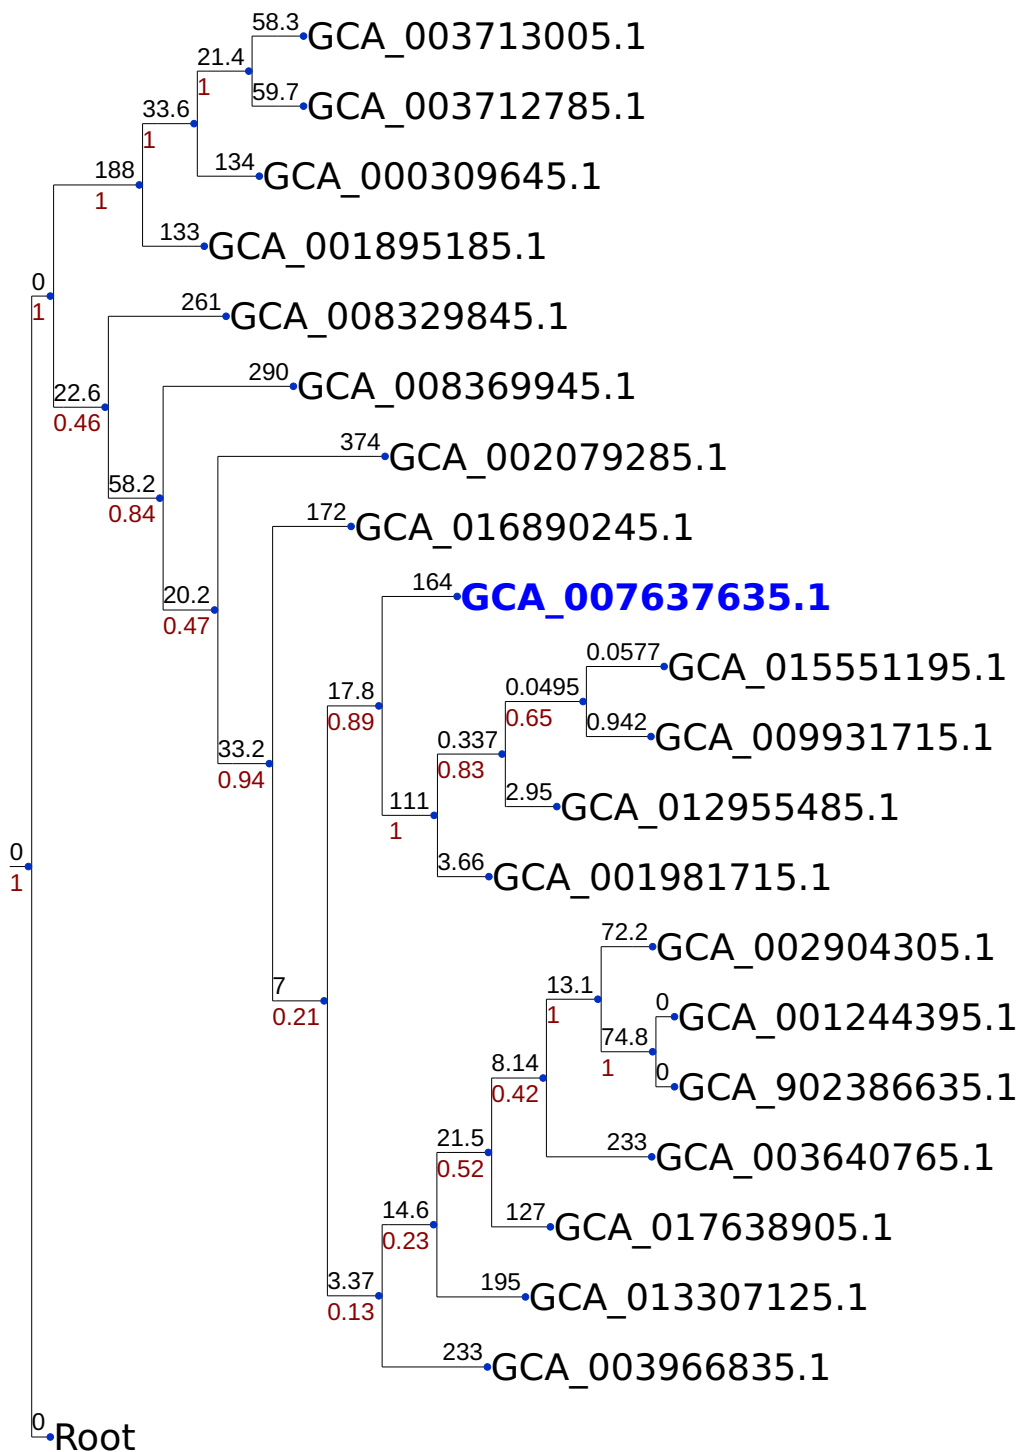 58.3 GCA_003713005.1
21.4
1
59.7 GCA_003712785.1
33.6
1
134 GCA_000309645.1
188
1
133 GCA_001895185.1
0
1
261 GCA_008329845.1
290 GCA_008369945.1
22.6
0.46
374 GCA_002079285.1
58.2
0.84
172 GCA_016890245.1
164 GCA_007637635.1
20.2
0.47
0.0577 GCA_015551195.1
17.8
0.89
0.0495
0.65
0.942 GCA_009931715.1
33.2
0.94
0.337
0.83
2.95 GCA_012955485.1
111
1
0
1
3.66 GCA_001981715.1
72.2 GCA_002904305.1
7
0.21
13.1
1
0 GCA_001244395.1
74.8
1
0 GCA_902386635.1
8.14
0.42
233 GCA_003640765.1
21.5
0.52
127 GCA_017638905.1
14.6
0.23
3.37
0.13
195 GCA_013307125.1
233 GCA_003966835.1
0 Root